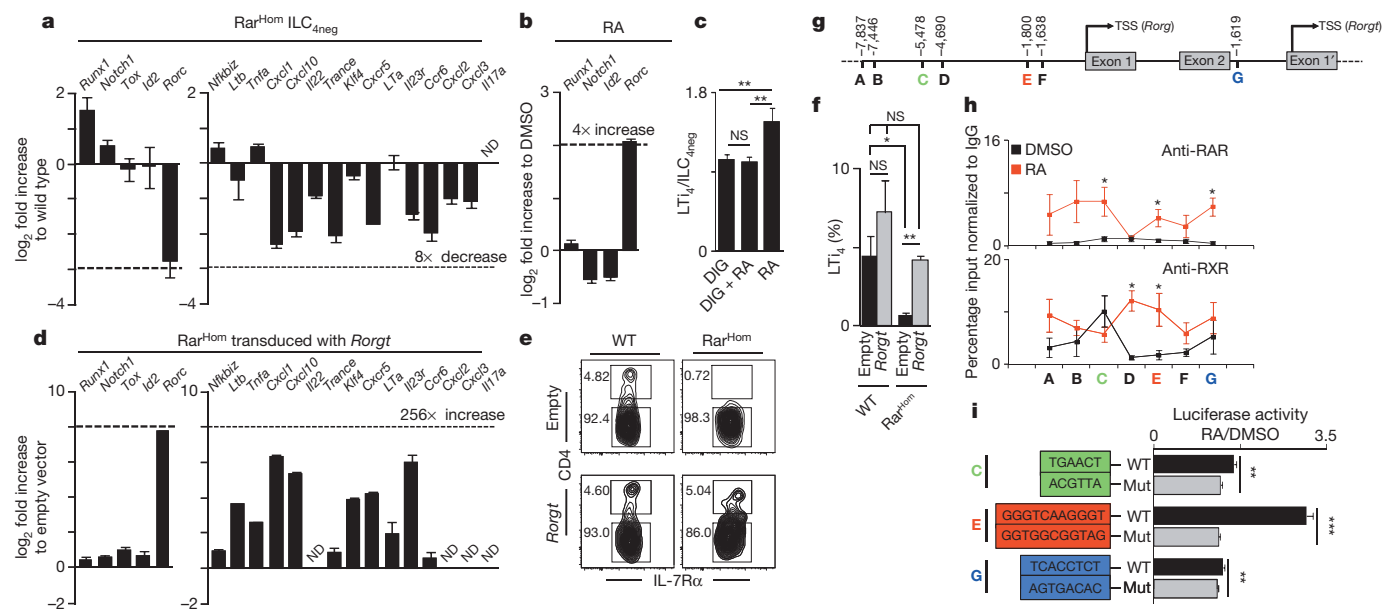 a
Rar^Hom ILC_4neg
Runx1
Notch1
Tox
Id2
Rorc
Nfkbiz
Ltb
Tnfa
Cxcl1
Cxcl10
Il22
Trance
Klf4
Cxcr5
LTa
Il23r
Ccr6
Cxcl2
Cxcl3
Il17a
log2 fold increase
to wild type
2
0
−4
2
0
−4
ND
8× decrease
b
RA
Runx1
Notch1
Id2
Rorc
log2 fold increase to DMSO
3
2
0
−1
4× increase
c
LTi4/ILC4neg
1.8
0
**
**
NS
DIG
DIG + RA
RA
d
Rar^Hom transduced with Rorgt
Runx1
Notch1
Tox
Id2
Rorc
Nfkbiz
Ltb
Tnfa
Cxcl1
Cxcl10
Il22
Trance
Klf4
Cxcr5
LTa
Il23r
Ccr6
Cxcl2
Cxcl3
Il17a
log2 fold increase
to empty vector
10
0
−2
10
0
−2
256× increase
ND
ND
ND
ND
e
WT
Rar^Hom
Empty
Rorgt
CD4
4.82
92.4
0.72
98.3
4.60
93.0
5.04
86.0
IL-7Rα
f
LTi4 (%)
10
0
NS
*
*
NS
**
Empty
Rorgt
Empty
Rorgt
WT
Rar^Hom
g
−7,837
−7,446
−5,478
−4,690
−1,800
−1,638
TSS (Rorg)
−1,619
TSS (Rorgt)
Exon 1
Exon 2
Exon 1′
A
B
C
D
E
F
G
h
Percentage input normalized to IgG
16
0
DMSO
RA
Anti-RAR
*
*
*
20
0
Anti-RXR
*
*
A
B
C
D
E
F
G
i
Luciferase activity
RA/DMSO
0
3.5
C
TGAACT
WT
ACGTTA
Mut
**
E
GGGTCAAGGGT
WT
GGTGGCGGTAG
Mut
***
G
TCACCTCT
WT
AGTGACAC
Mut
**